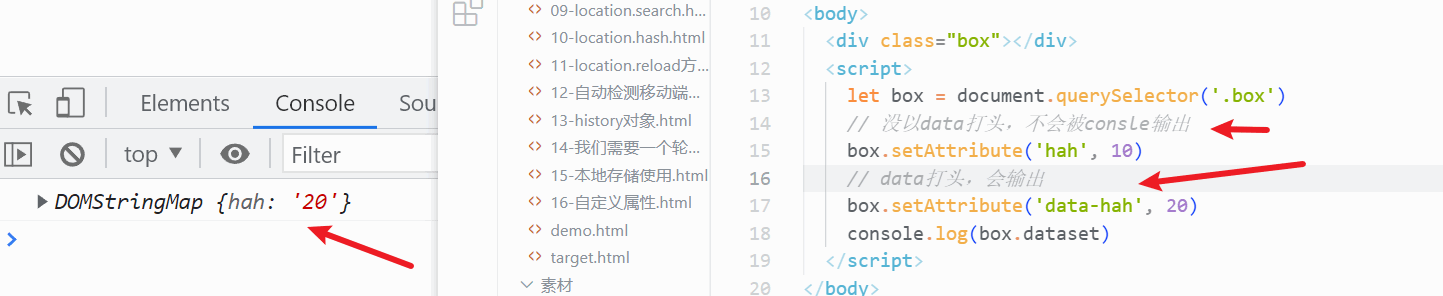 Elements
Console
Sou
top ▼
Filter
▶ DOMStringMap {hah: '20'}
>
<> 09-location.search.h...
<> 10-location.hash.html
<> 11-location.reload方...
<> 12-自动检测移动端...
<> 13-history对象.html
<> 14-我们需要一个轮...
<> 15-本地存储使用.html
<> 16-自定义属性.html
<> demo.html
<> target.html
素材
10 <body>
11 <div class="box"></div>
12 <script>
13 let box = document.querySelector('.box')
14 // 没以data打头，不会被consle输出
15 box.setAttribute('hah', 10)
16 // data打头，会输出
17 box.setAttribute('data-hah', 20)
18 console.log(box.dataset)
19 </script>
20 </body>